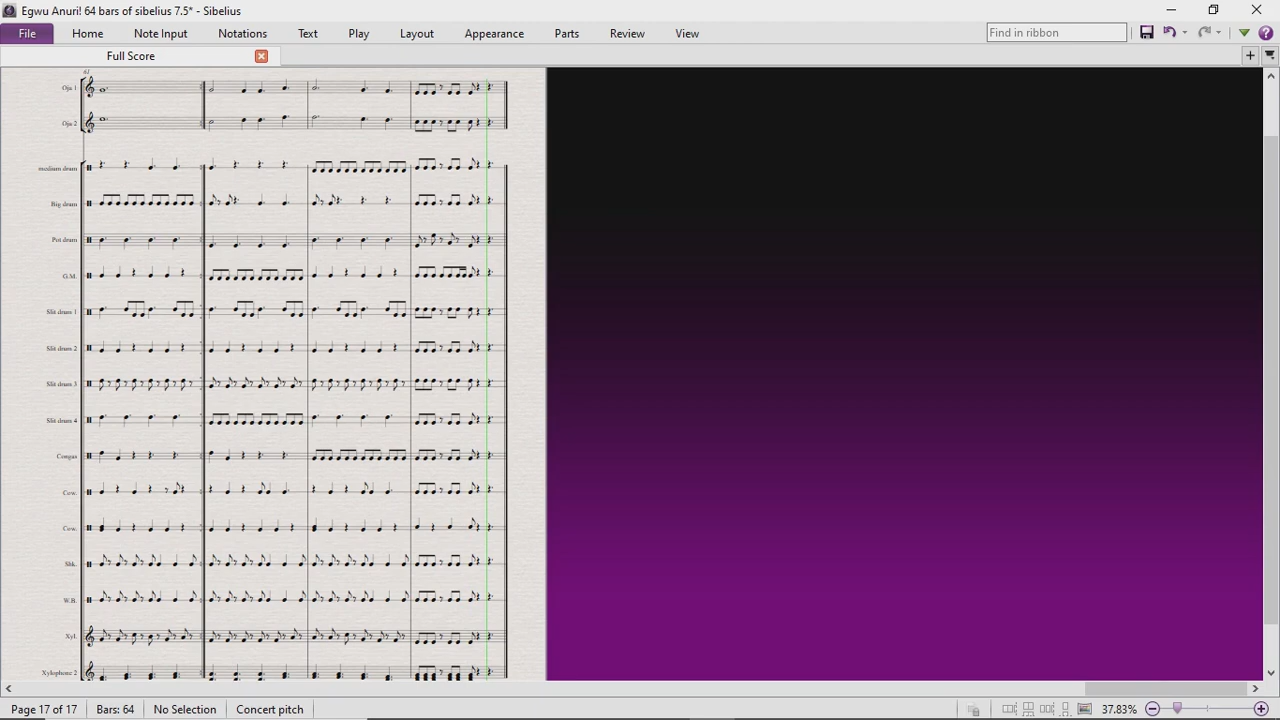 Egwu Anuri! 64 bars of sibelius 7.5* - Sibelius
File Home Note Input Notations Text Play Layout Appearance Parts Review View Find in ribbon
Full Score
61
Oja 1
Oja 2
medium drum
Big drum
Pot drum
G.M.
Slit drum 1
Slit drum 2
Slit drum 3
Slit drum 4
Congas
Cow.
Cow.
Shk.
W.B.
Xyl.
Xylophone 2
Page 17 of 17 Bars: 64 No Selection Concert pitch 37.83%